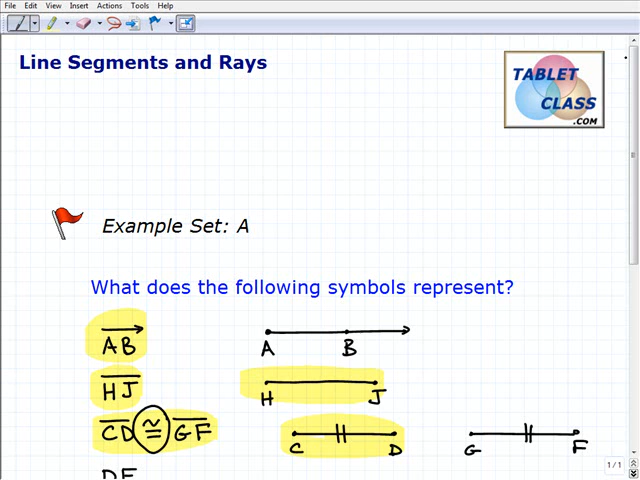 File Edit View Insert Actions Tools Help
Line Segments and Rays
TABLET
CLASS
.COM
Example Set: A
What does the following symbols represent?
AB
A B
HJ
H J
CD ≅ GF
C D
G F
DE
1/1